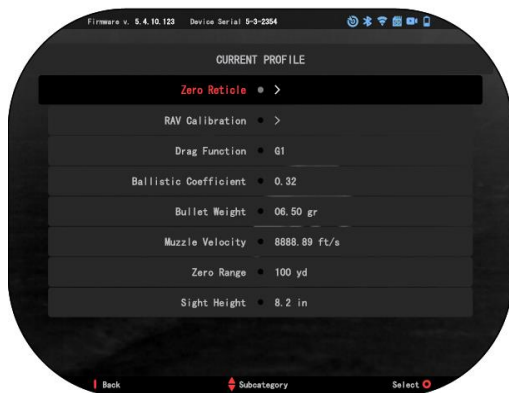 Firmware v. 5.4.10.123 Device Serial 5-3-2354
CURRENT PROFILE
Zero Reticle >
RAV Calibration >
Drag Function G1
Ballistic Coefficient 0.32
Bullet Weight 06.50 gr
Muzzle Velocity 8888.89 ft/s
Zero Range 100 yd
Sight Height 8.2 in
Back Subcategory Select